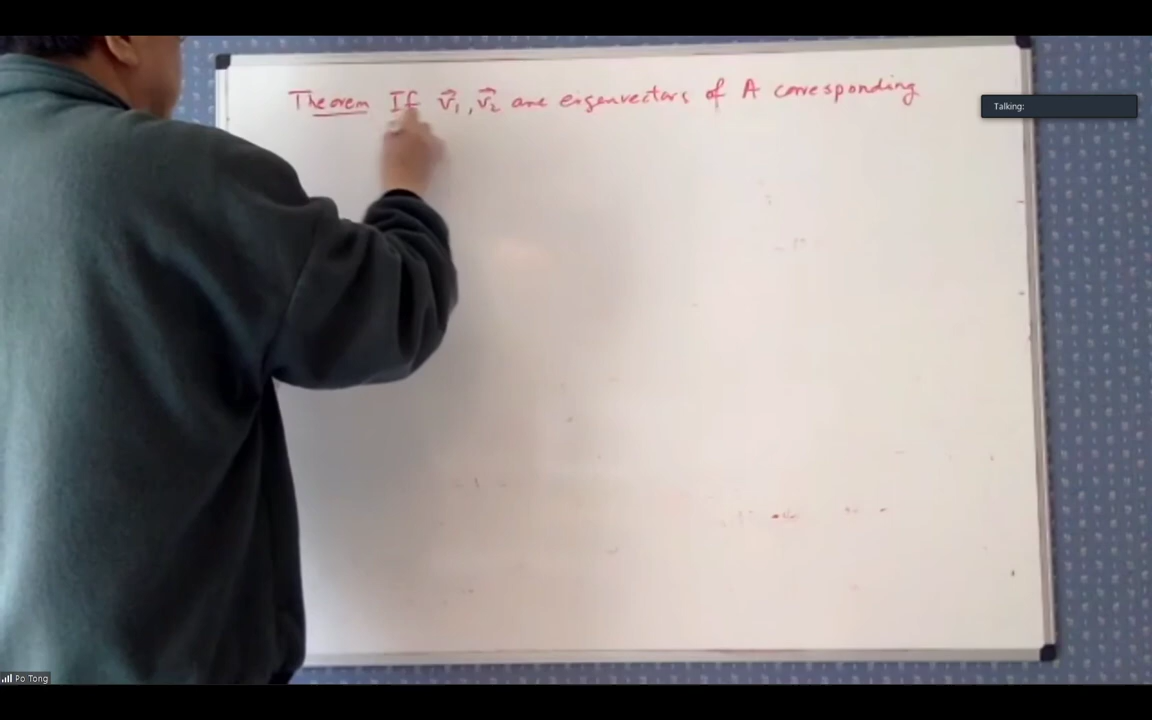 Theorem If v⃗₁, v⃗₂ are eigenvectors of A corresponding
Talking:
Po Tong